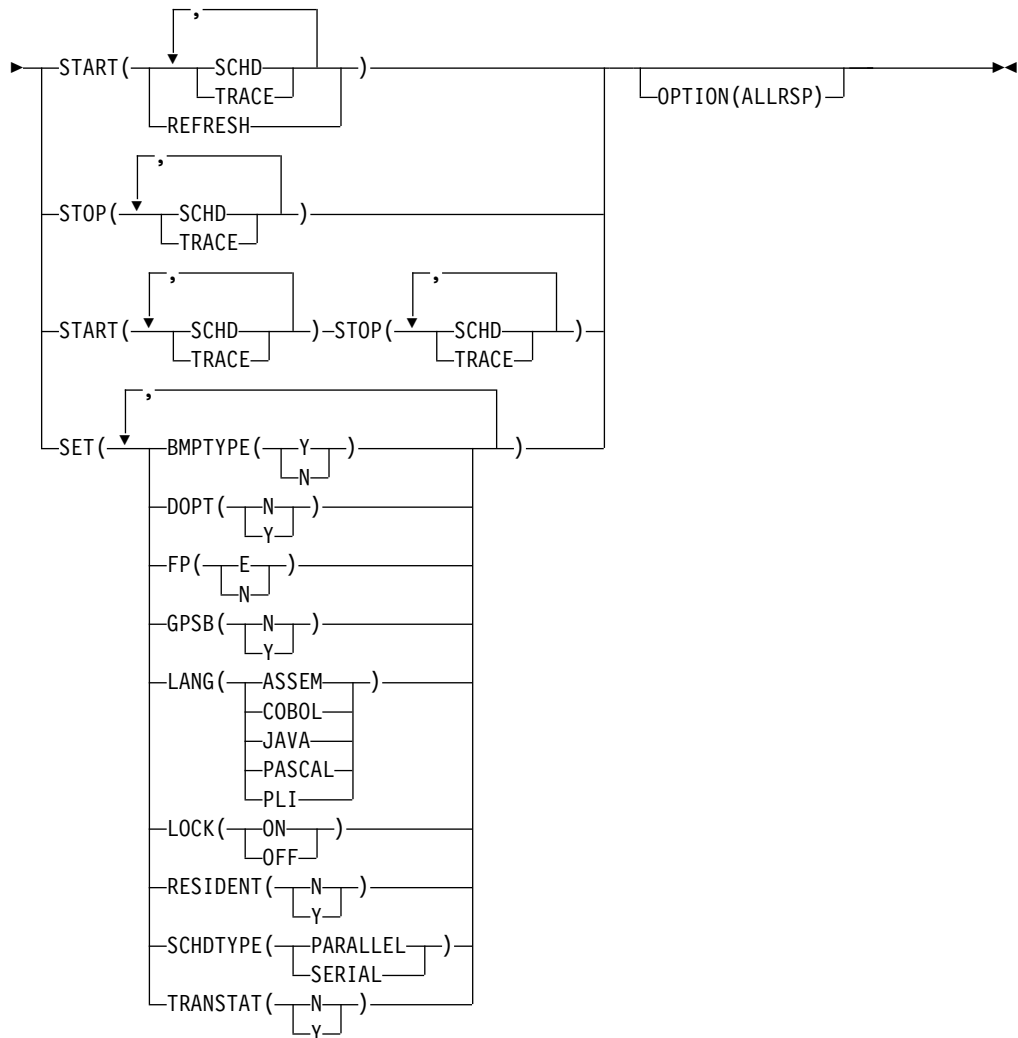 ,
START( SCHD )
TRACE OPTION(ALLRSP)
REFRESH
,
STOP( SCHD )
TRACE
, ,
START( SCHD ) STOP( SCHD )
TRACE TRACE
,
SET( BMPTYPE( Y ) )
N
DOPT( N )
Y
FP( E )
N
GPSB( N )
Y
LANG( ASSEM )
COBOL
JAVA
PASCAL
PLI
LOCK( ON )
OFF
RESIDENT( N )
Y
SCHDTYPE( PARALLEL )
SERIAL
TRANSTAT( N )
Y